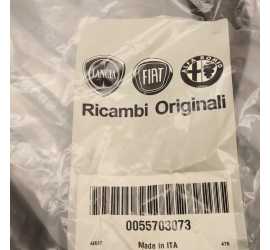 LANCIA FIAT ALFA ROMEO
Ricambi Originali
0055703073
Made in ITA